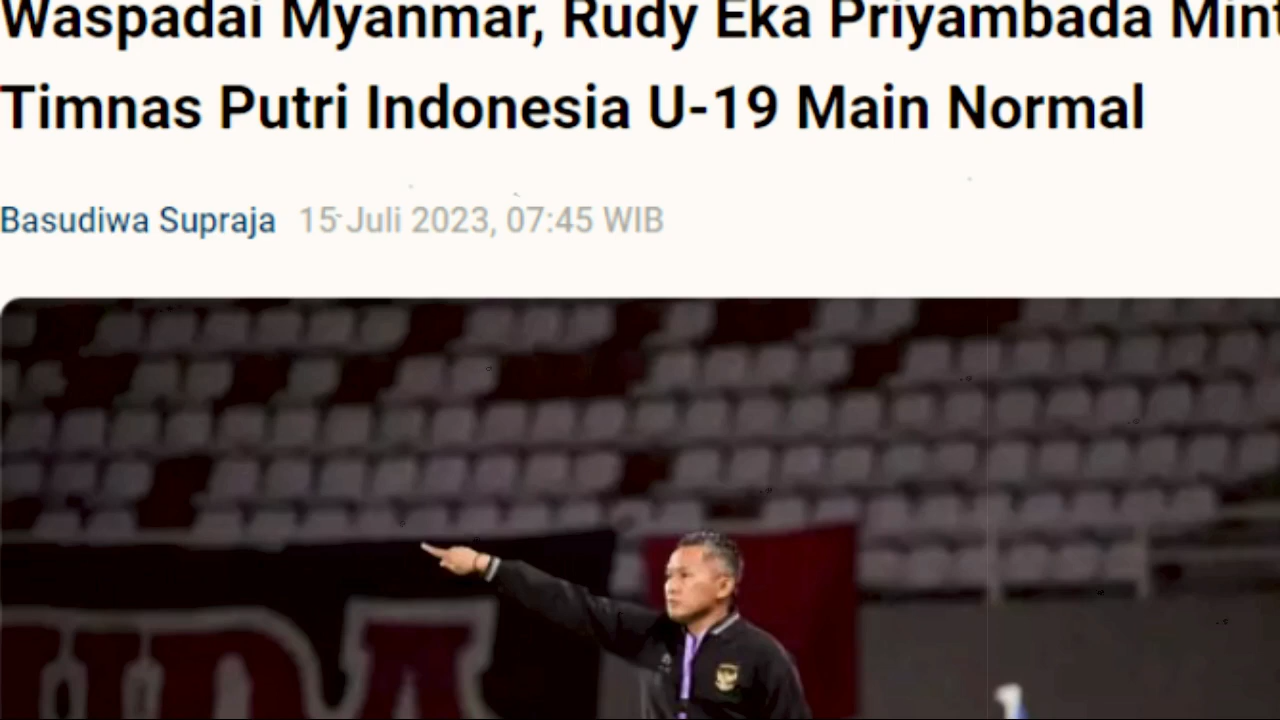 Waspadai Myanmar, Rudy Eka Priyambada Mint
Timnas Putri Indonesia U-19 Main Normal
Basudiwa Supraja 15 Juli 2023, 07:45 WIB
UDA